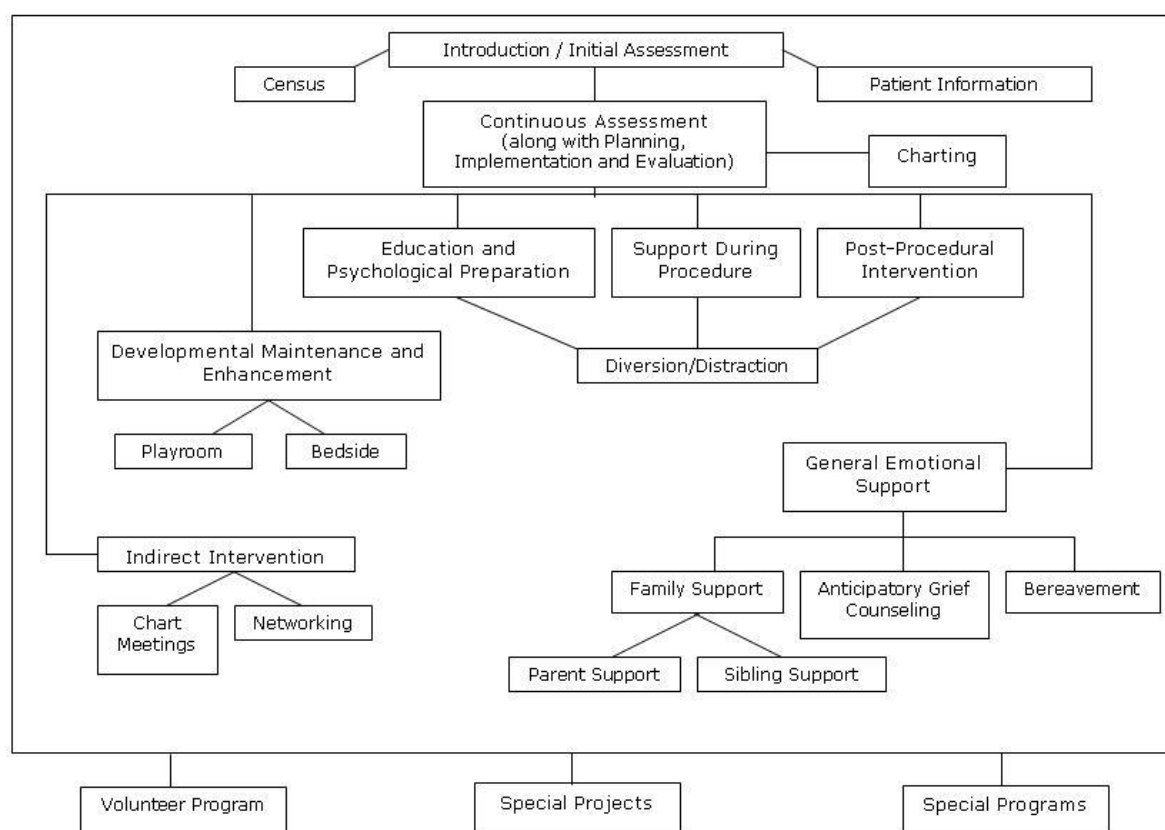 Introduction / Initial Assessment
Census
Patient Information
Continuous Assessment
(along with Planning,
Implementation and Evaluation)
Charting
Education and
Psychological Preparation
Support During
Procedure
Post-Procedural
Intervention
Developmental Maintenance and
Enhancement
Diversion/Distraction
Playroom
Bedside
General Emotional
Support
Indirect Intervention
Family Support
Anticipatory Grief
Counseling
Bereavement
Chart
Meetings
Networking
Parent Support
Sibling Support
Volunteer Program
Special Projects
Special Programs